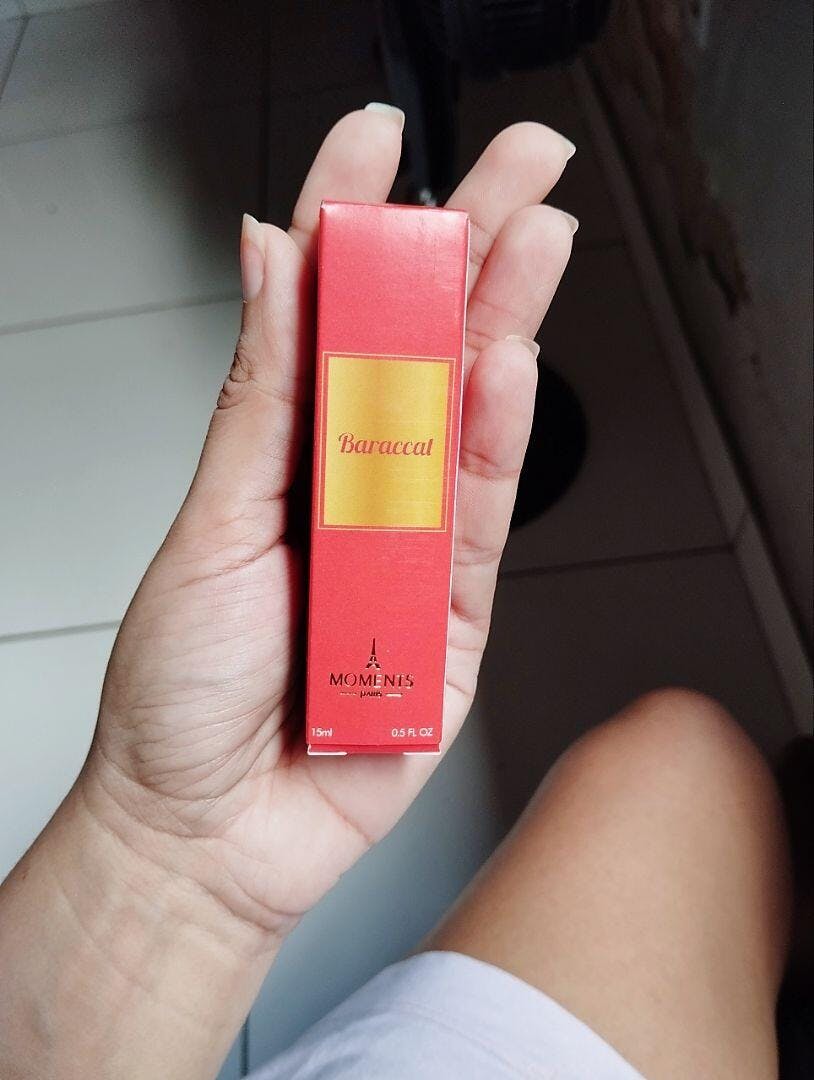 Baraccat
MOMENTS
PARIS
15ml 0.5 FL OZ